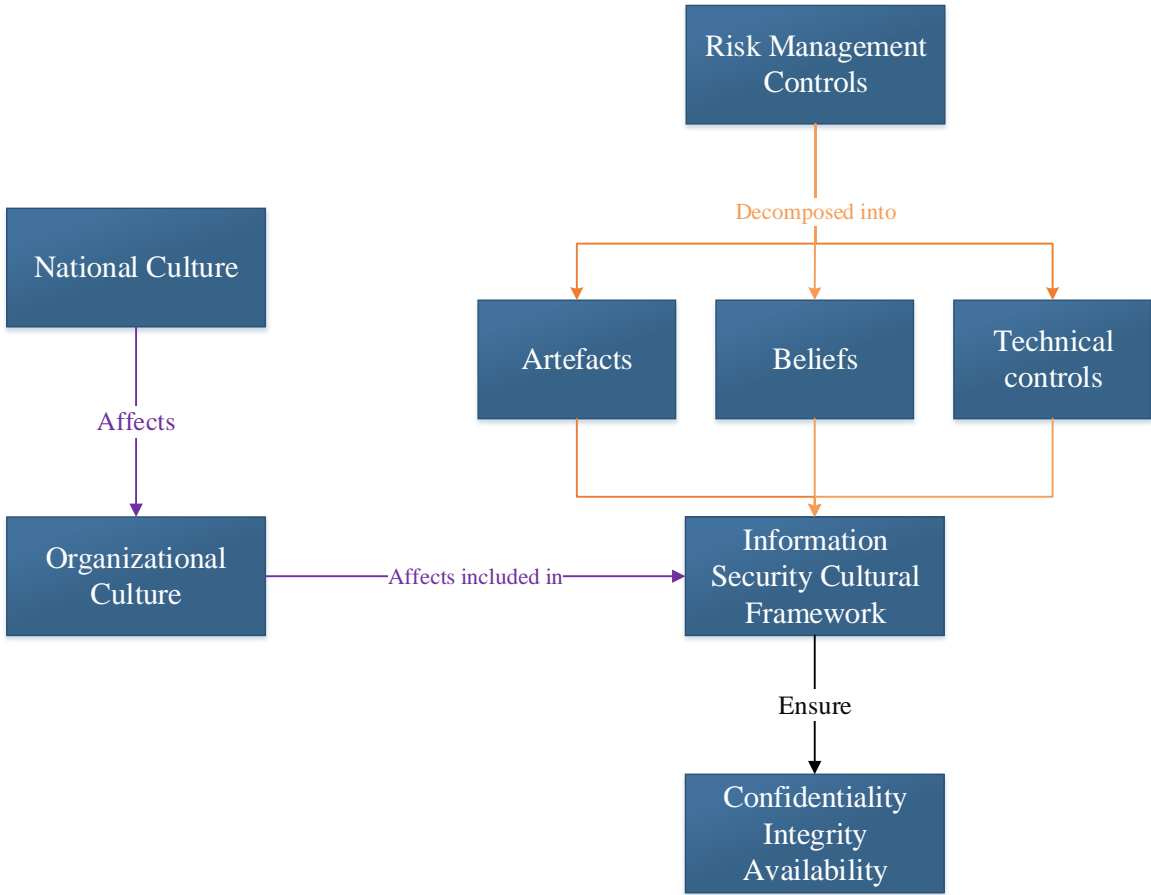 Risk Management
Controls
Decomposed into
National Culture
Artefacts
Beliefs
Technical
controls
Affects
Organizational
Culture
Affects included in
Information
Security Cultural
Framework
Ensure
Confidentiality
Integrity
Availability